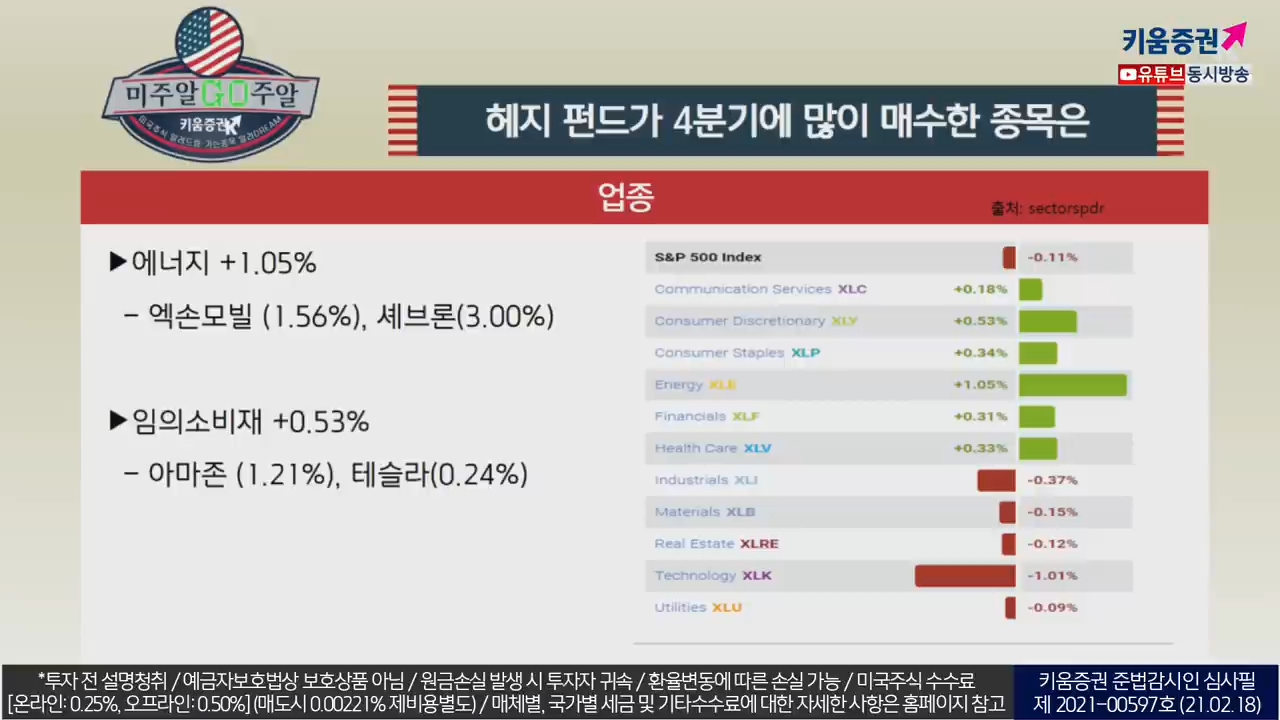 미주알GO주알
키움증권
키움증권
유튜브동시방송
헤지 펀드가 4분기에 많이 매수한 종목은
업종
출처: sectorspdr
▶에너지 +1.05%
– 엑손모빌 (1.56%), 셰브론(3.00%)
▶임의소비재 +0.53%
– 아마존 (1.21%), 테슬라(0.24%)
S&P 500 Index -0.11%
Communication Services XLC +0.18%
Consumer Discretionary XLY +0.53%
Consumer Staples XLP +0.34%
Energy XLE +1.05%
Financials XLF +0.31%
Health Care XLV +0.33%
Industrials XLI -0.37%
Materials XLB -0.15%
Real Estate XLRE -0.12%
Technology XLK -1.01%
Utilities XLU -0.09%
*투자 전 설명청취 / 예금자보호법상 보호상품 아님 / 원금손실 발생 시 투자자 귀속 / 환율변동에 따른 손실 가능 / 미국주식 수수료
[온라인: 0.25%, 오프라인: 0.50%] (매도시 0.00221% 제비용별도) / 매체별, 국가별 세금 및 기타수수료에 대한 자세한 사항은 홈페이지 참고
키움증권 준법감시인 심사필
제 2021-00597호 (21.02.18)